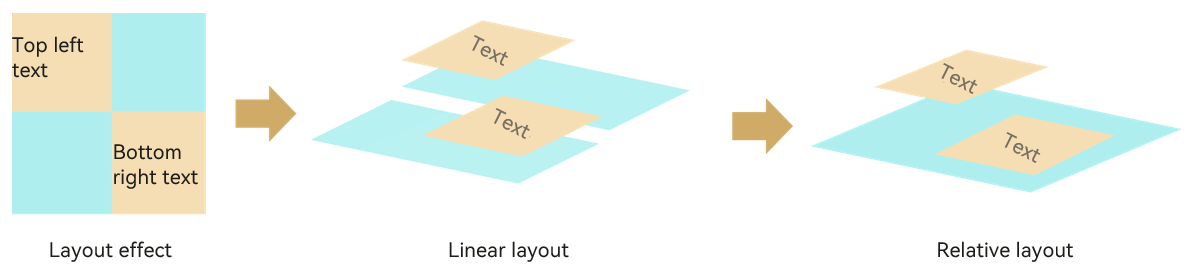 Top left
text
Bottom
right text
Layout effect
Text
Text
Linear layout
Text
Text
Relative layout